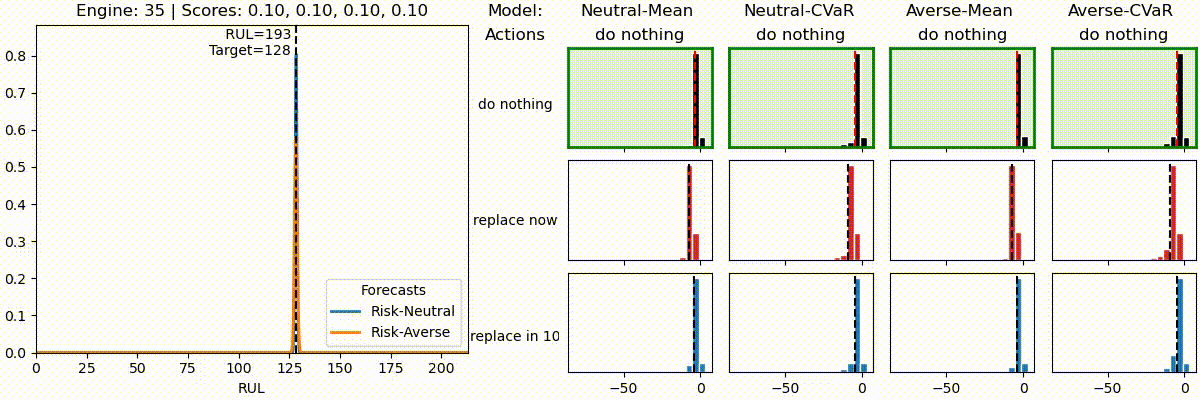 Engine: 35 | Scores: 0.10, 0.10, 0.10, 0.10
RUL=193
Target=128
0.8
0.7
0.6
0.5
0.4
0.3
0.2
0.1
0.0
0 25 50 75 100 125 150 175 200
RUL
Forecasts
Risk-Neutral
Risk-Averse
Model: Neutral-Mean Neutral-CVaR Averse-Mean Averse-CVaR
Actions do nothing do nothing do nothing do nothing
do nothing
replace now
replace in 10
−50 0 −50 0 −50 0 −50 0